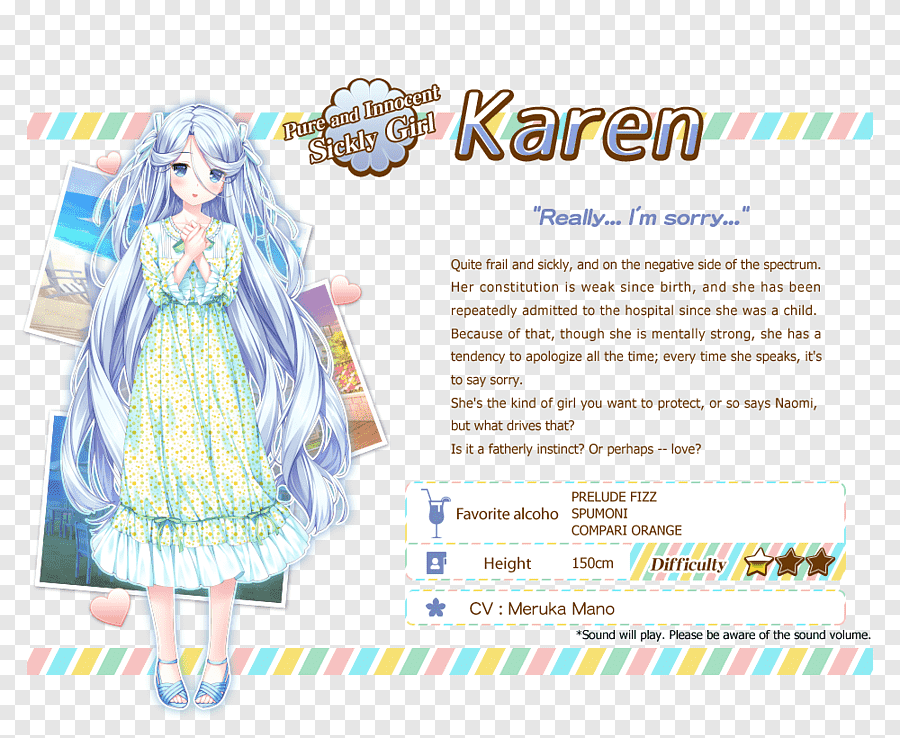 Pure and Innocent
Sickly Girl
Karen
"Really... I'm sorry..."
Quite frail and sickly, and on the negative side of the spectrum.
Her constitution is weak since birth, and she has been
repeatedly admitted to the hospital since she was a child.
Because of that, though she is mentally strong, she has a
tendency to apologize all the time; every time she speaks, it's
to say sorry.
She's the kind of girl you want to protect, or so says Naomi,
but what drives that?
Is it a fatherly instinct? Or perhaps -- love?
Favorite alcoho
PRELUDE FIZZ
SPUMONI
COMPARI ORANGE
Height 150cm Difficulty
CV : Meruka Mano
*Sound will play. Please be aware of the sound volume.